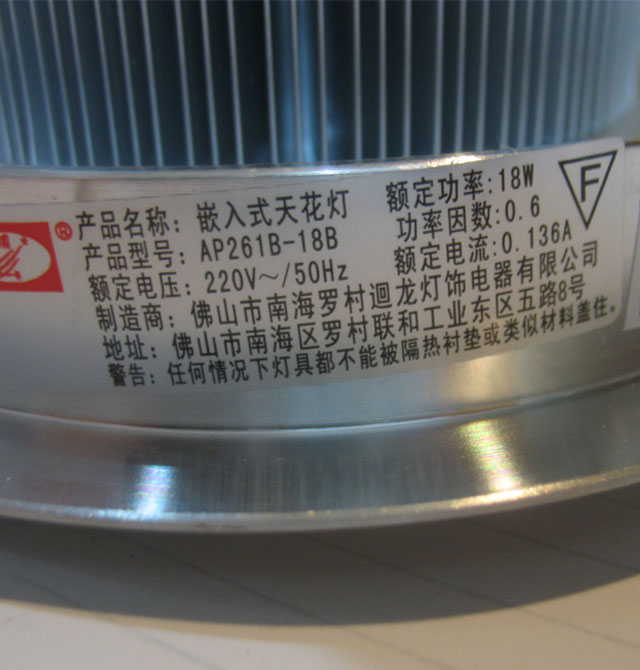 产品名称: 嵌入式天花灯 额定功率:18W
产品型号: AP261B-18B 功率因数:0.6
额定电压: 220V～/50Hz 额定电流:0.136A
制造商: 佛山市南海罗村迴龙灯饰电器有限公司
地址: 佛山市南海区罗村联和工业东区五路8号
警告: 任何情况下灯具都不能被隔热衬垫或类似材料盖住。
F
®